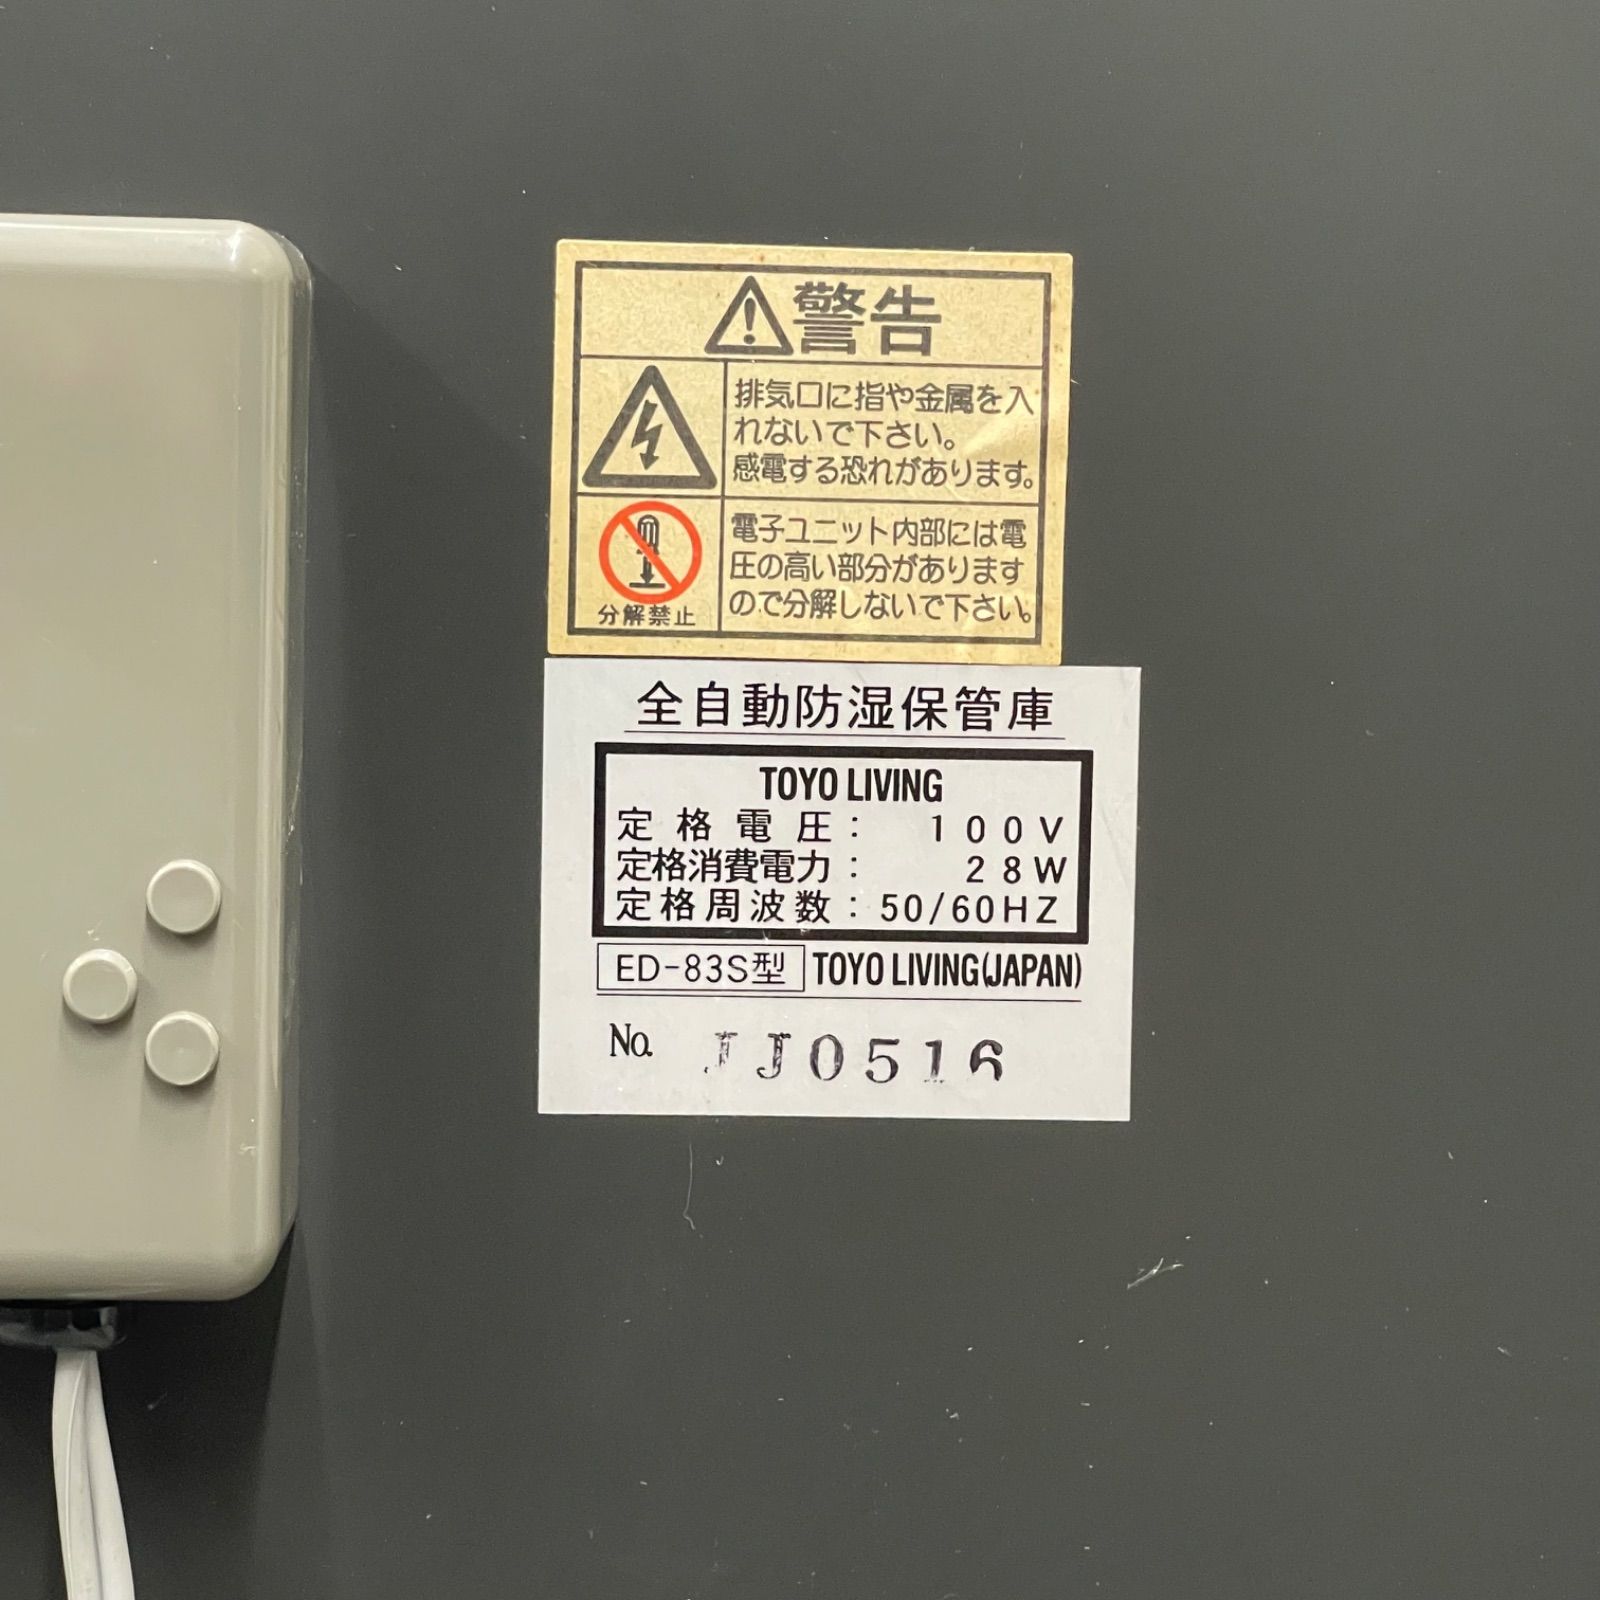 警告
排気口に指や金属を入
れないで下さい。
感電する恐れがあります。
分解禁止
電子ユニット内部には電
圧の高い部分があります
ので分解しないで下さい。
全自動防湿保管庫
TOYO LIVING
定格電圧: 100V
定格消費電力: 28W
定格周波数: 50/60HZ
ED-83S型 TOYO LIVING(JAPAN)
No. JJ0516